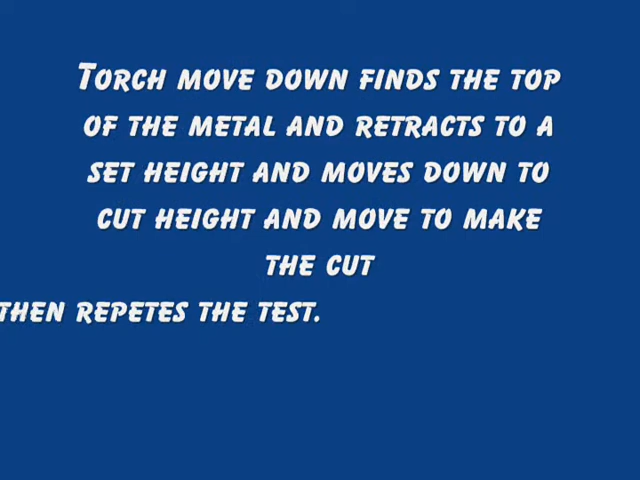 Torch move down finds the top
of the metal and retracts to a
set height and moves down to
cut height and move to make
the cut
then repetes the test.